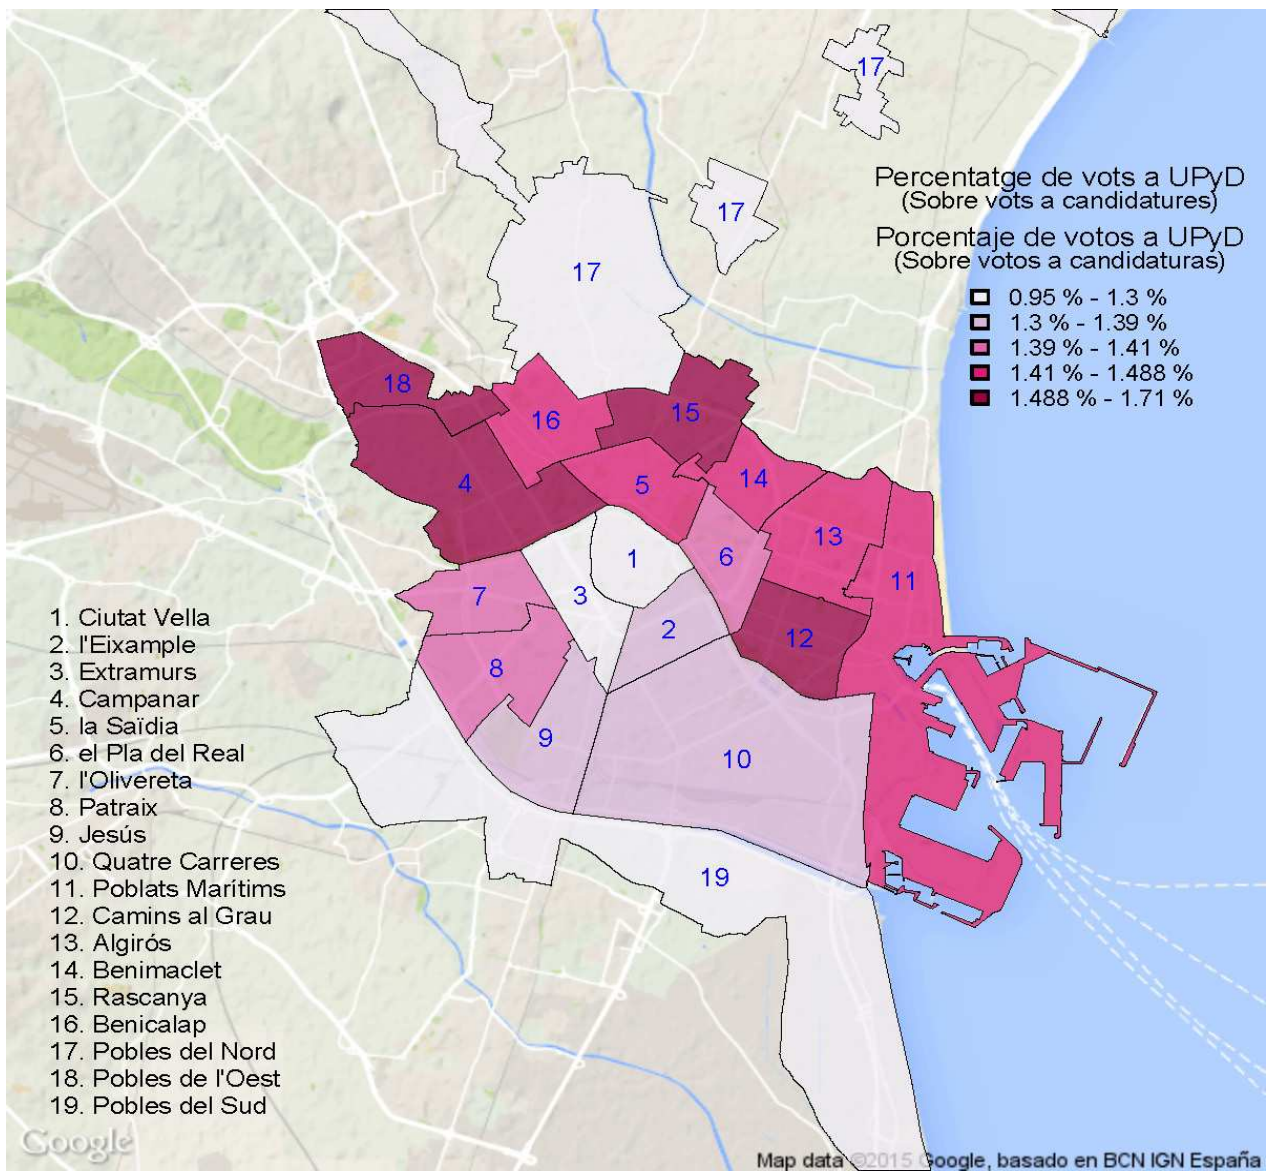 17
17
17
Percentatge de vots a UPyD
(Sobre vots a candidatures)
Porcentaje de votos a UPyD
(Sobre votos a candidaturas)
0.95 % - 1.3 %
1.3 % - 1.39 %
1.39 % - 1.41 %
1.41 % - 1.488 %
1.488 % - 1.71 %
18
16
15
4
5
14
13
1
6
11
7
3
2
12
8
9
10
19
1. Ciutat Vella
2. l'Eixample
3. Extramurs
4. Campanar
5. la Saïdia
6. el Pla del Real
7. l'Olivereta
8. Patraix
9. Jesús
10. Quatre Carreres
11. Poblats Marítims
12. Camins al Grau
13. Algirós
14. Benimaclet
15. Rascanya
16. Benicalap
17. Pobles del Nord
18. Pobles de l'Oest
19. Pobles del Sud
Google
Map data ©2015 Google, basado en BCN IGN España